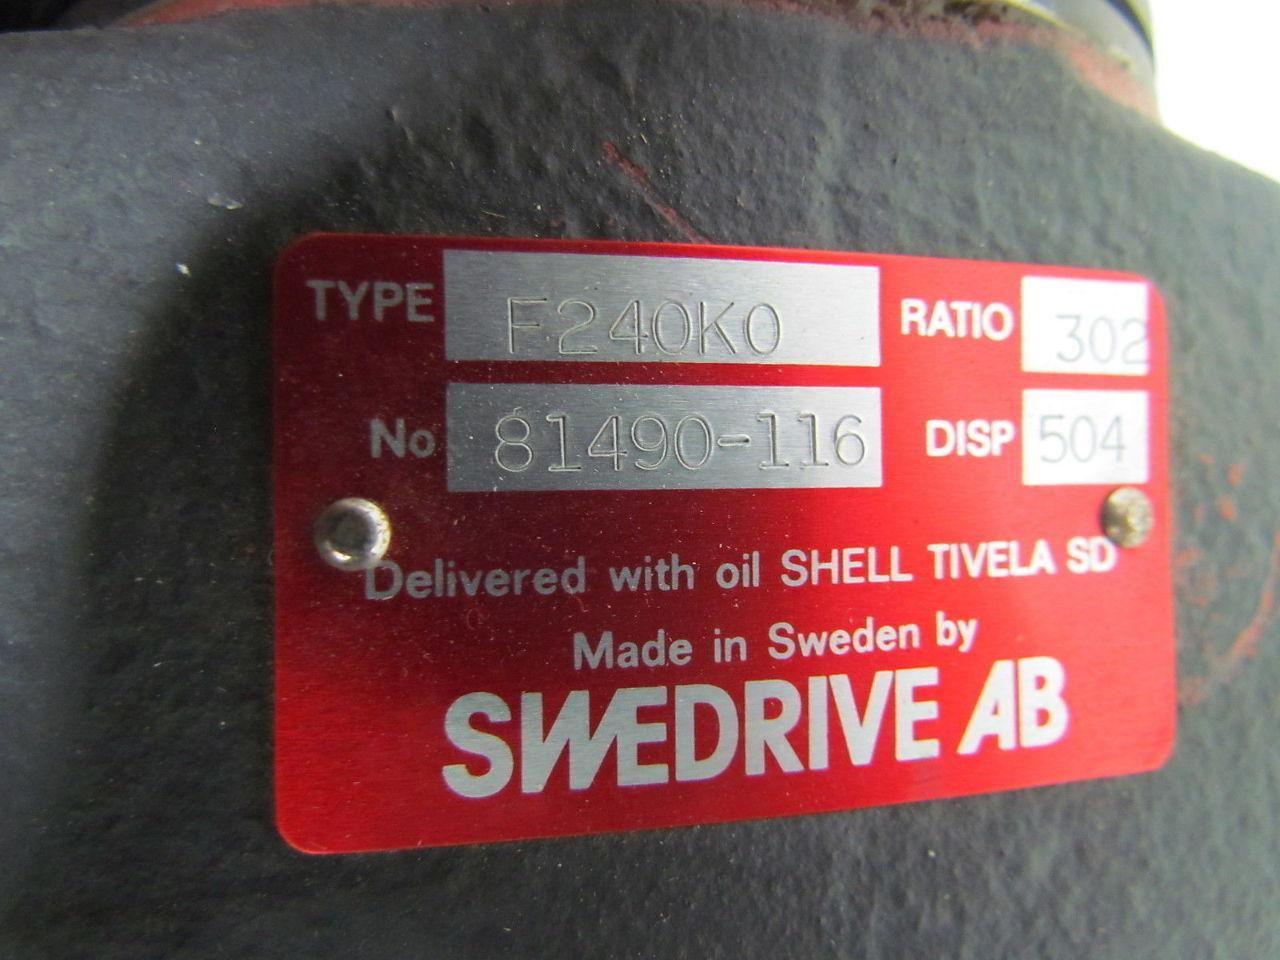 TYPE F240K0 RATIO 302
No 81490-116 DISP 504
Delivered with oil SHELL TIVELA SD
Made in Sweden by
SWEDRIVE AB